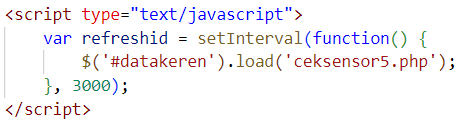 <script type="text/javascript">
    var refreshid = setInterval(function() {
        $('#datakeren').load('ceksensor5.php');
    }, 3000);
</script>